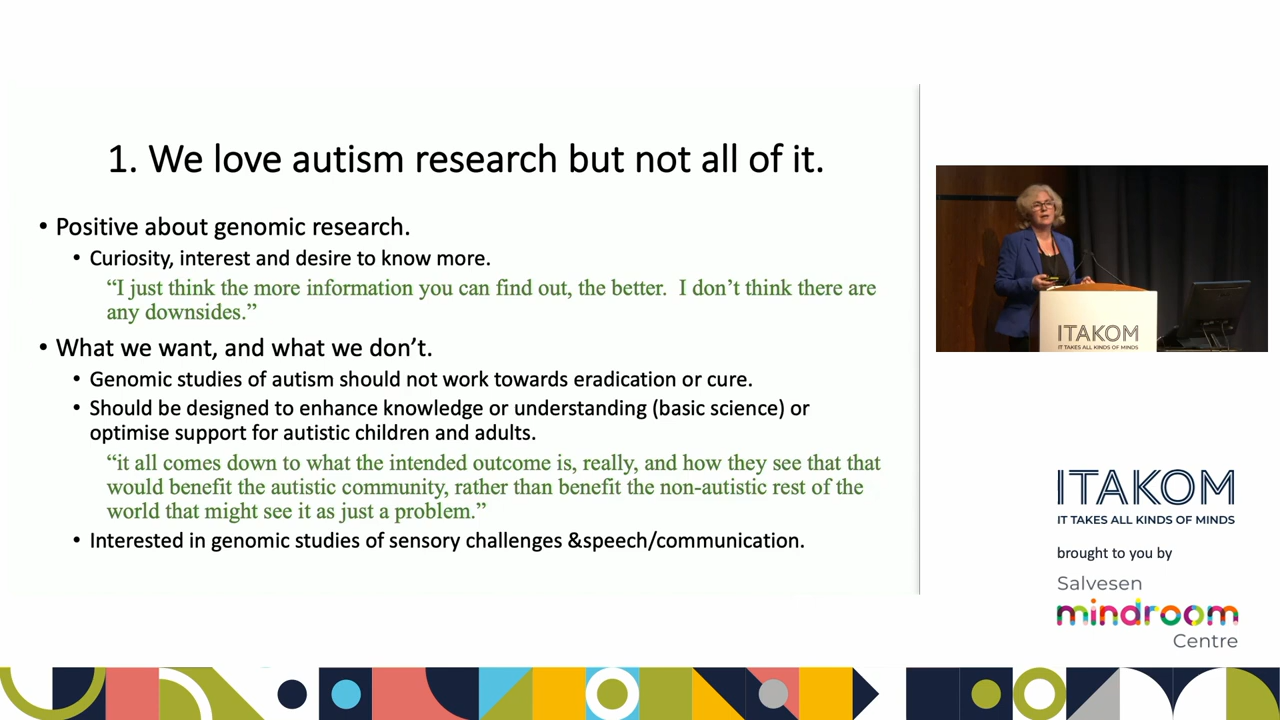 1. We love autism research but not all of it.
• Positive about genomic research.
• Curiosity, interest and desire to know more.
“I just think the more information you can find out, the better.  I don’t think there are
any downsides.”
• What we want, and what we don’t.
• Genomic studies of autism should not work towards eradication or cure.
• Should be designed to enhance knowledge or understanding (basic science) or
optimise support for autistic children and adults.
“it all comes down to what the intended outcome is, really, and how they see that that
would benefit the autistic community, rather than benefit the non-autistic rest of the
world that might see it as just a problem.”
• Interested in genomic studies of sensory challenges &speech/communication.
ITAKOM
IT TAKES ALL KINDS OF MINDS
ITAKOM
IT TAKES ALL KINDS OF MINDS
brought to you by
Salvesen
mindroom
Centre